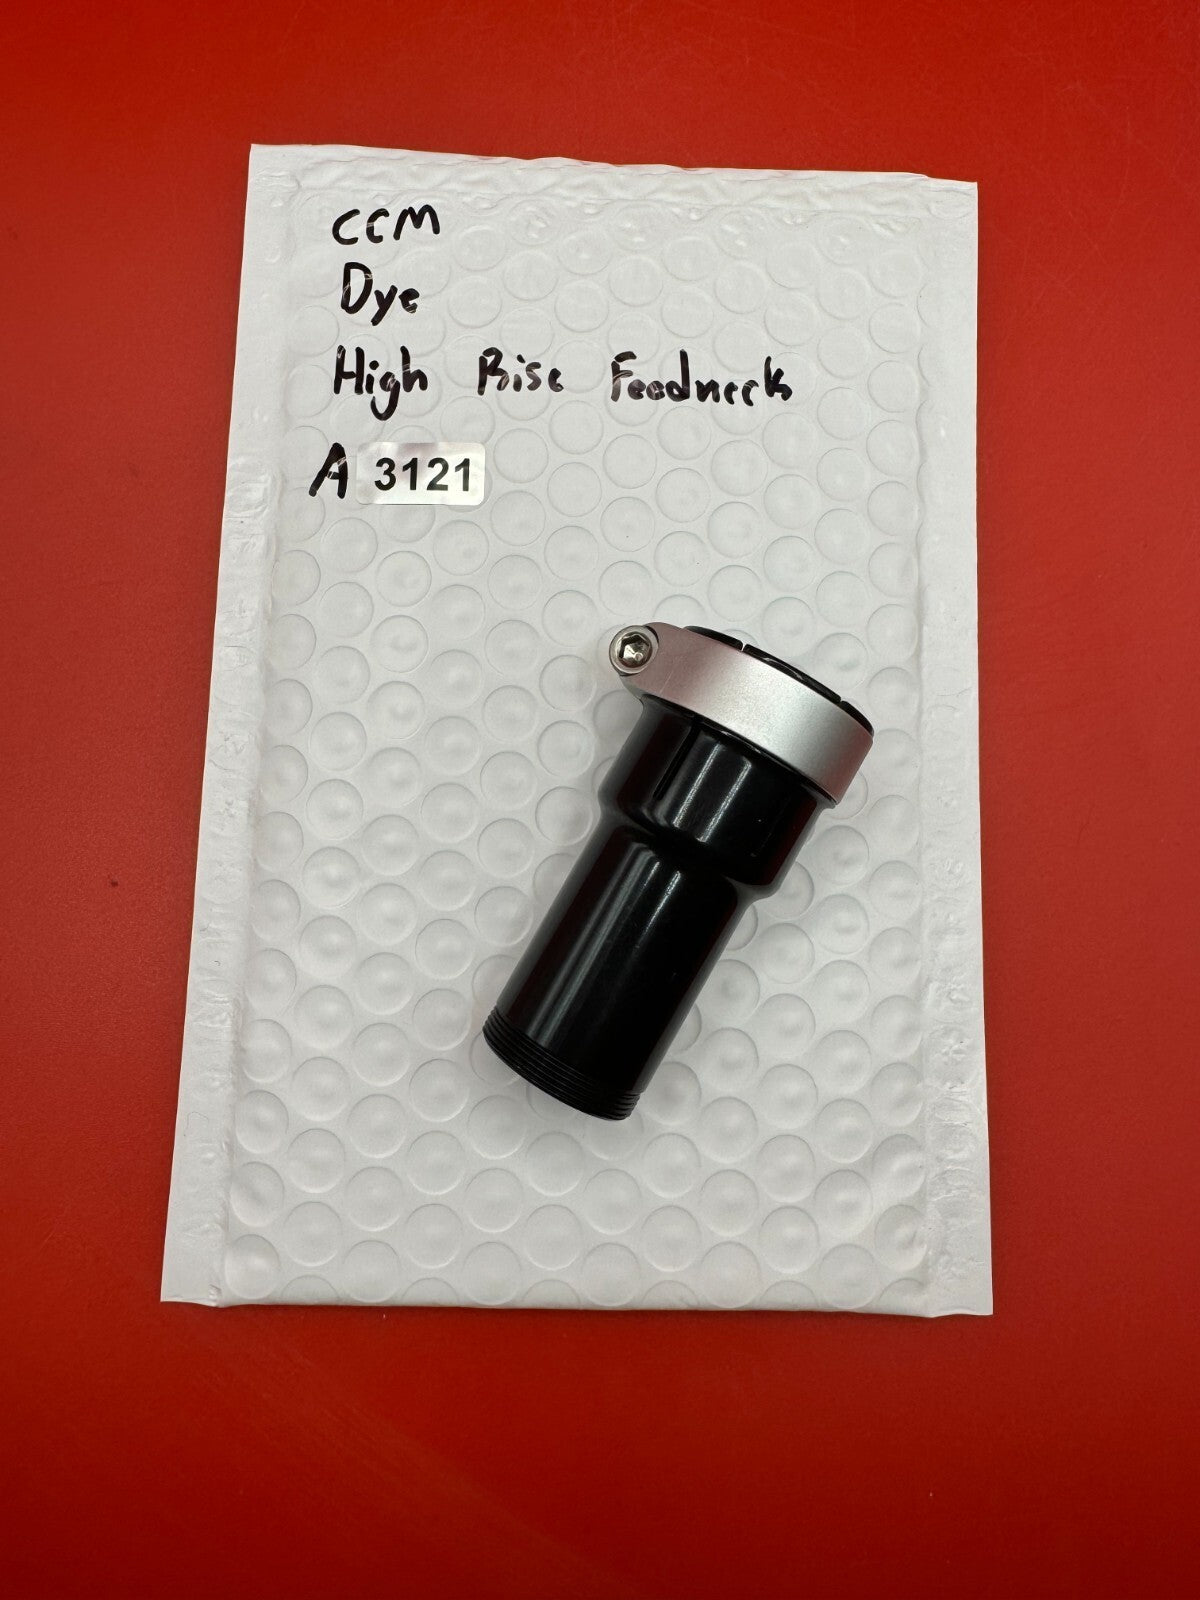 CCM
Dye
High Rise Feedneck
A 3121